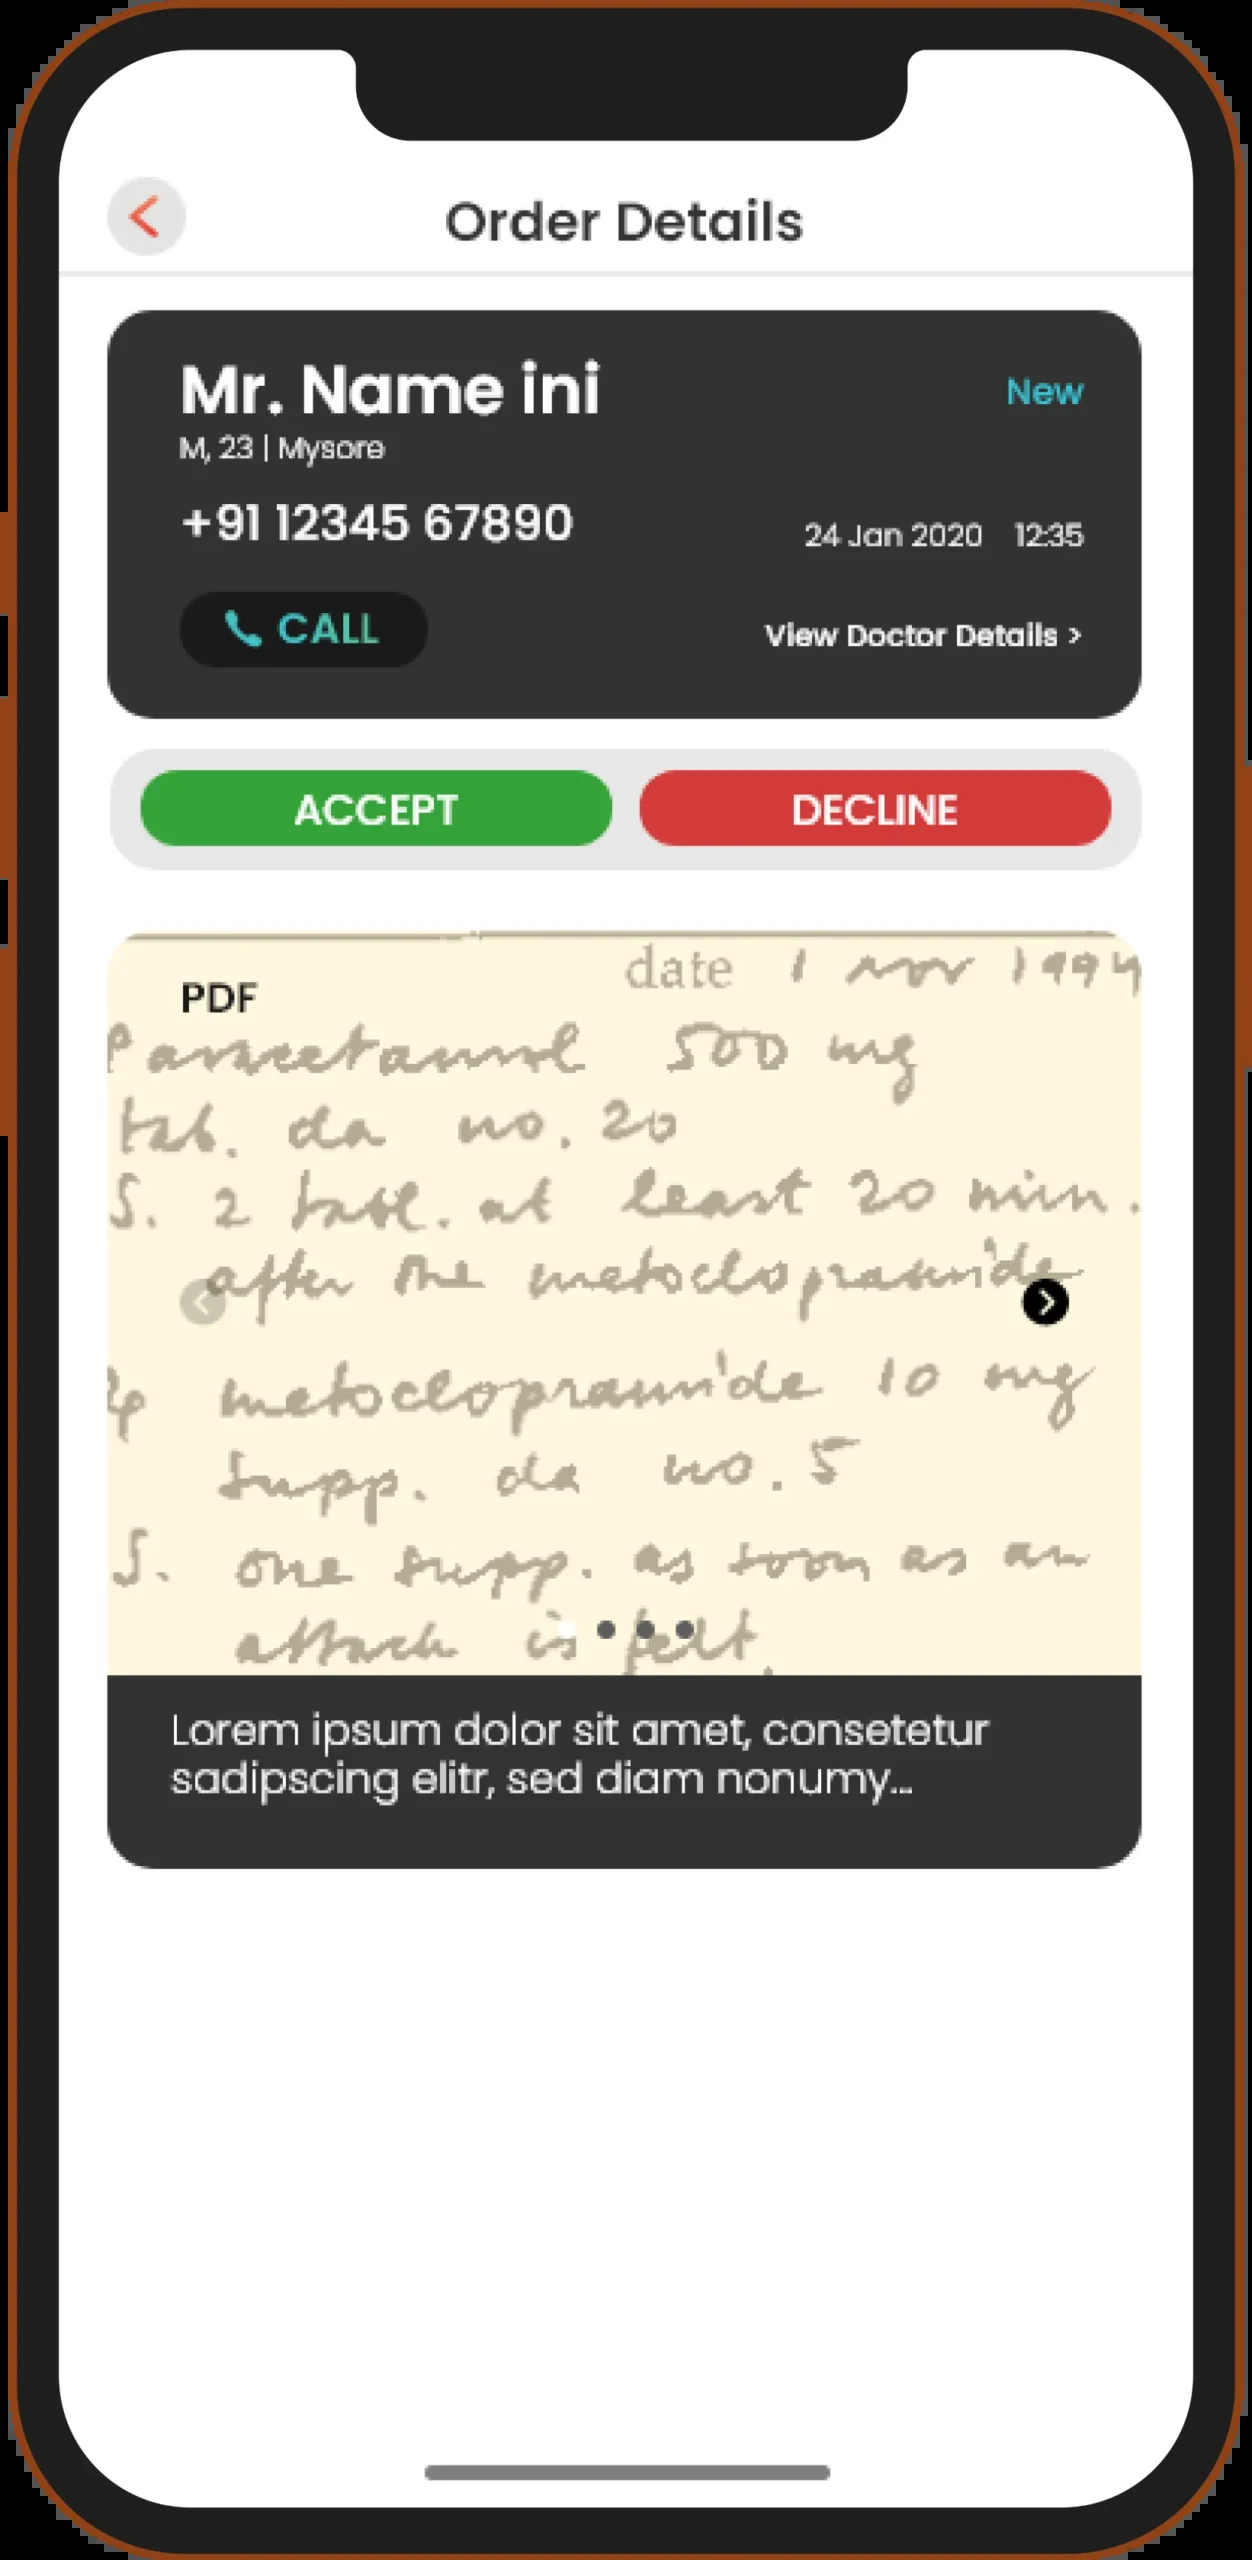 Order Details
Mr. Name ini
New
M, 23 | Mysore
+91 12345 67890
24 Jan 2020 12:35
CALL
View Doctor Details >
ACCEPT
DECLINE
date 1 nov 1994
PDF
Paracetamol 500 mg
tab. da no. 20
S. 2 tabl. at least 20 min.
after the metoclopramide
metoclopramide 10 mg
supp. da no. 5
S. one supp. as soon as an
attack is felt.
Lorem ipsum dolor sit amet, consetetur
sadipscing elitr, sed diam nonumy...